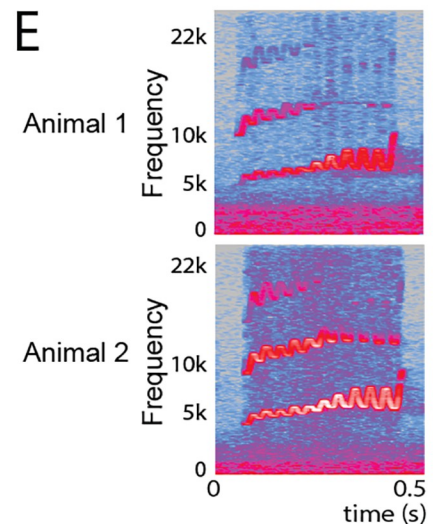 E
Animal 1
Frequency
22k
10k
5k
0
Animal 2
Frequency
22k
10k
5k
0
0
0.5
time (s)